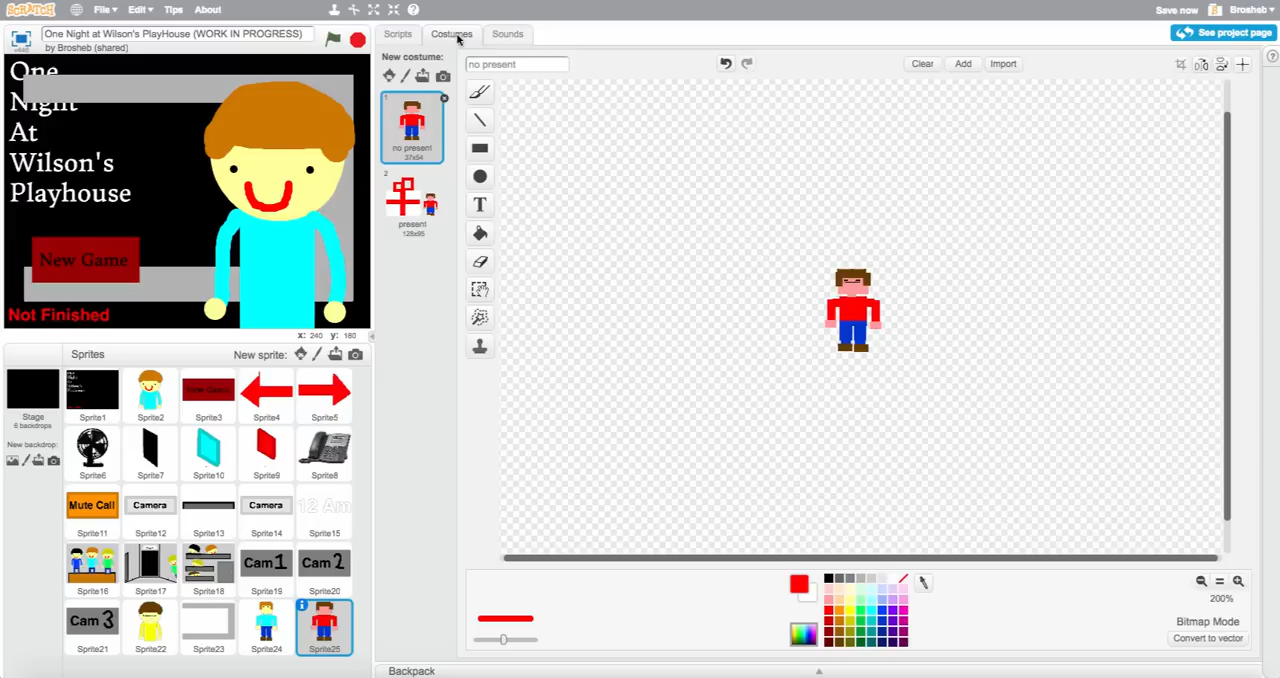 SCRATCH File Edit Tips About Save now Brosheb
One Night at Wilson's PlayHouse (WORK IN PROGRESS)
by Brosheb (shared)
Scripts Costumes Sounds
See project page
New costume:
no present
Clear Add Import
1
no present
37x54
2
present
128x95
One
Night
At
Wilson's
Playhouse
New Game
Not Finished
x: 240 y: 180
Sprites New sprite:
Stage
6 backdrops
New backdrop:
Sprite1 Sprite2 Sprite3 Sprite4 Sprite5
Sprite6 Sprite7 Sprite10 Sprite9 Sprite8
Mute Call Camera Camera 12 Am
Sprite11 Sprite12 Sprite13 Sprite14 Sprite15
Cam 1 Cam 2
Sprite16 Sprite17 Sprite18 Sprite19 Sprite20
Cam 3
Sprite21 Sprite22 Sprite23 Sprite24 Sprite25
200%
Bitmap Mode
Convert to vector
Backpack